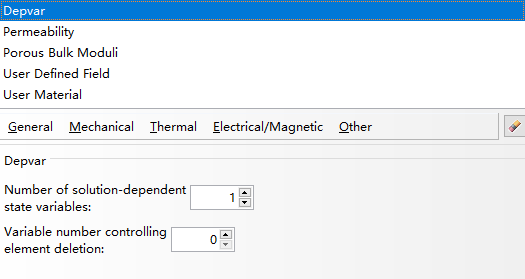 Depvar
Permeability
Porous Bulk Moduli
User Defined Field
User Material
General Mechanical Thermal Electrical/Magnetic Other
Depvar
Number of solution-dependent
state variables: 1
Variable number controlling
element deletion: 0